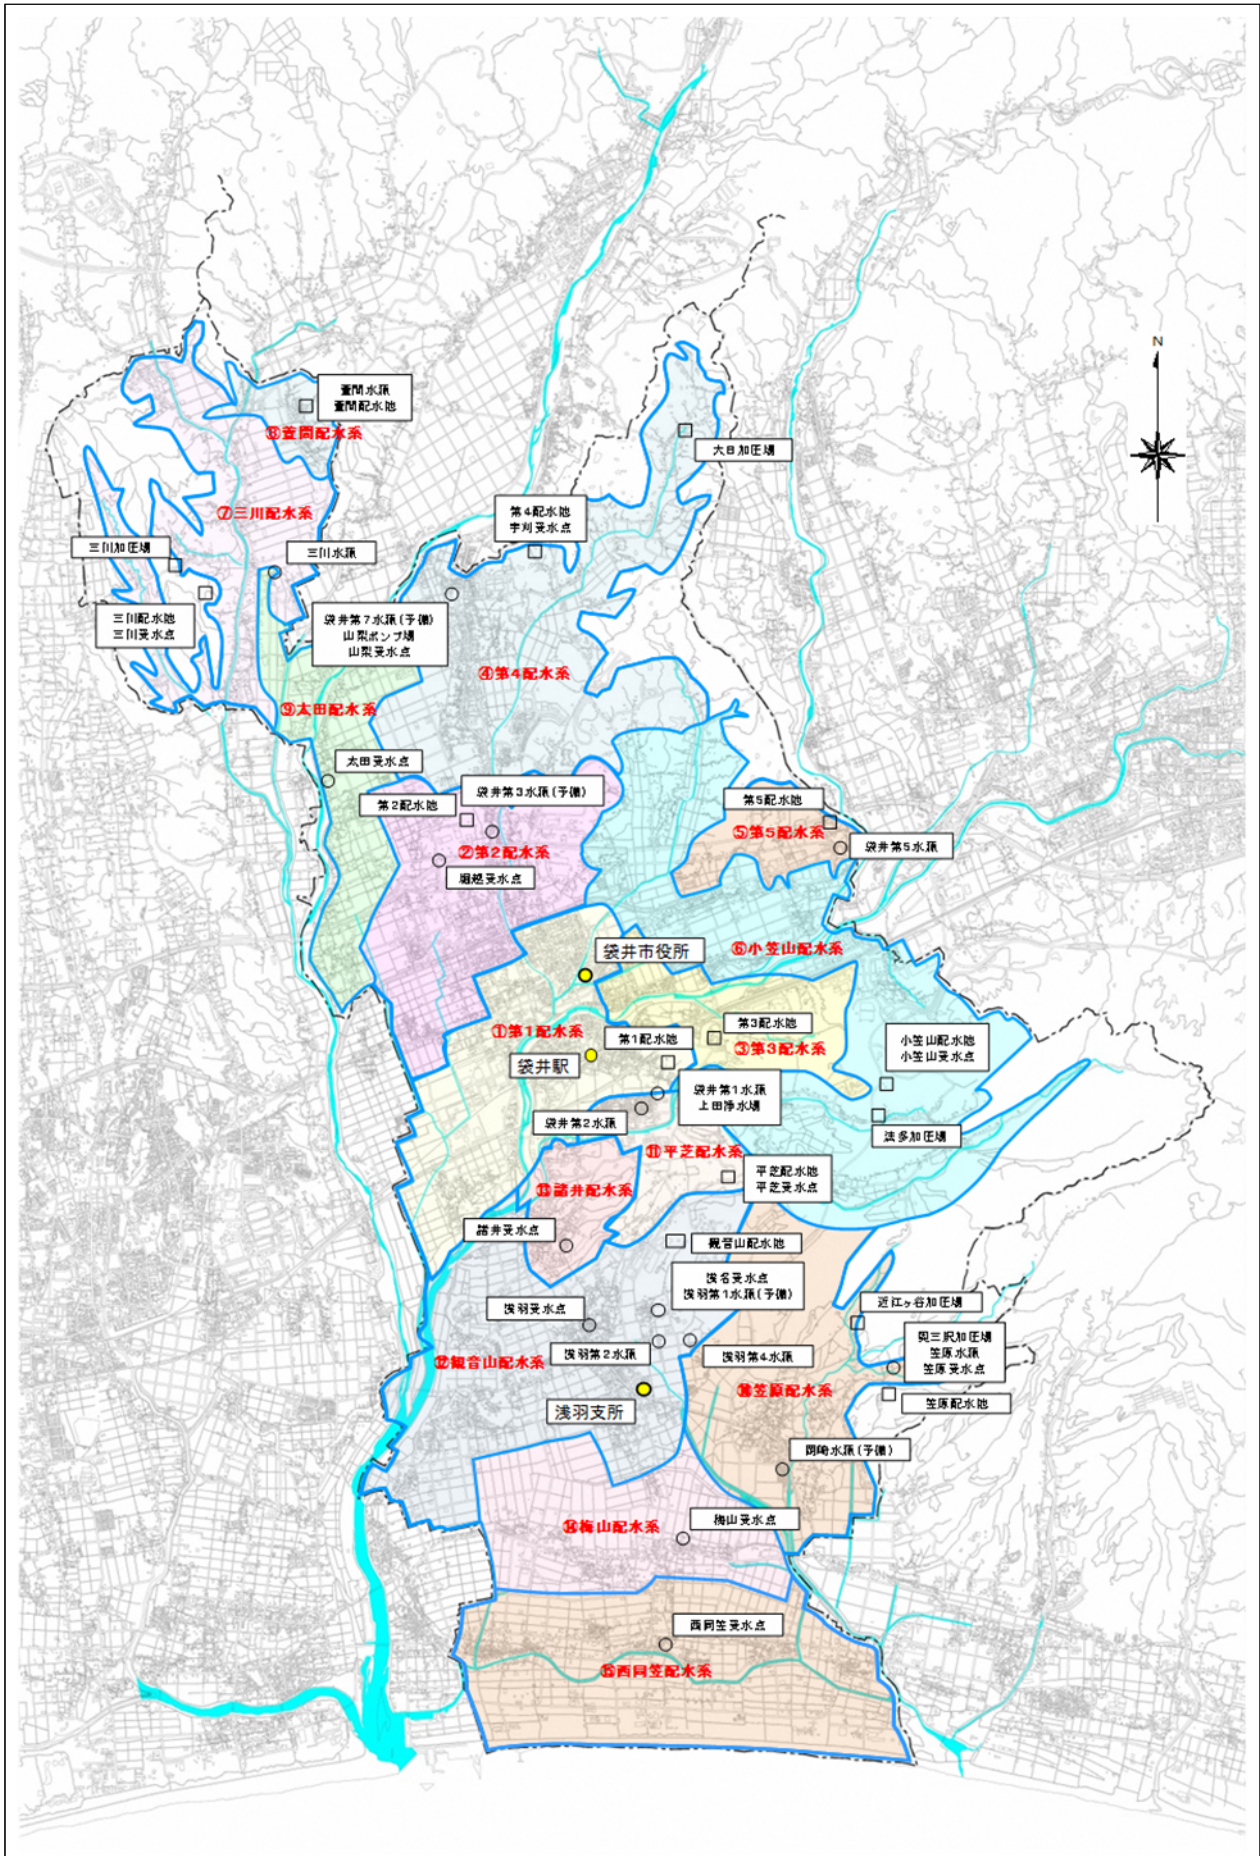 N
萱間水源
萱間配水池
⑧萱間配水系
大日加圧場
⑦三川配水系
第4配水池
宇刈受水点
三川加圧場
三川水源
三川配水池
三川受水点
袋井第7水源(予備)
山梨ポンプ場
山梨受水点
④第4配水系
⑨太田配水系
太田受水点
袋井第3水源(予備)
第2配水池
第5配水池
⑤第5配水系
②第2配水系
袋井第5水源
堀越受水点
袋井市役所
⑥小笠山配水系
①第1配水系
第3配水池
第1配水池
③第3配水系
小笠山配水池
小笠山受水点
袋井駅
袋井第1水源
上田浄水場
袋井第2水源
法多加圧場
⑪平芝配水系
平芝配水池
平芝受水点
⑬諸井配水系
諸井受水点
観音山配水池
浅名受水点
浅羽第1水源(予備)
浅羽受水点
近江ヶ谷加圧場
与三沢加圧場
笠原水源
笠原受水点
浅羽第2水源
浅羽第4水源
⑫観音山配水系
⑯笠原配水系
笠原配水池
浅羽支所
岡崎水源(予備)
梅山受水点
⑭梅山配水系
西同笠受水点
⑮西同笠配水系